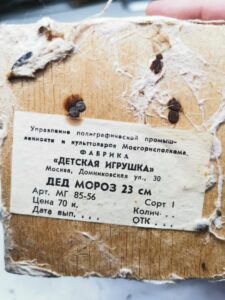 Управление полиграфической промыш-
ленности и культтоваров Мосгорисполкома.
ФАБРИКА
«ДЕТСКАЯ ИГРУШКА»
Москва, Домниковская ул., 30
ДЕД МОРОЗ 23 см
Арт. МГ 85-56 Сорт I
Цена 70 к. Колич. . .
Дата вып. . . . ОТК . . .